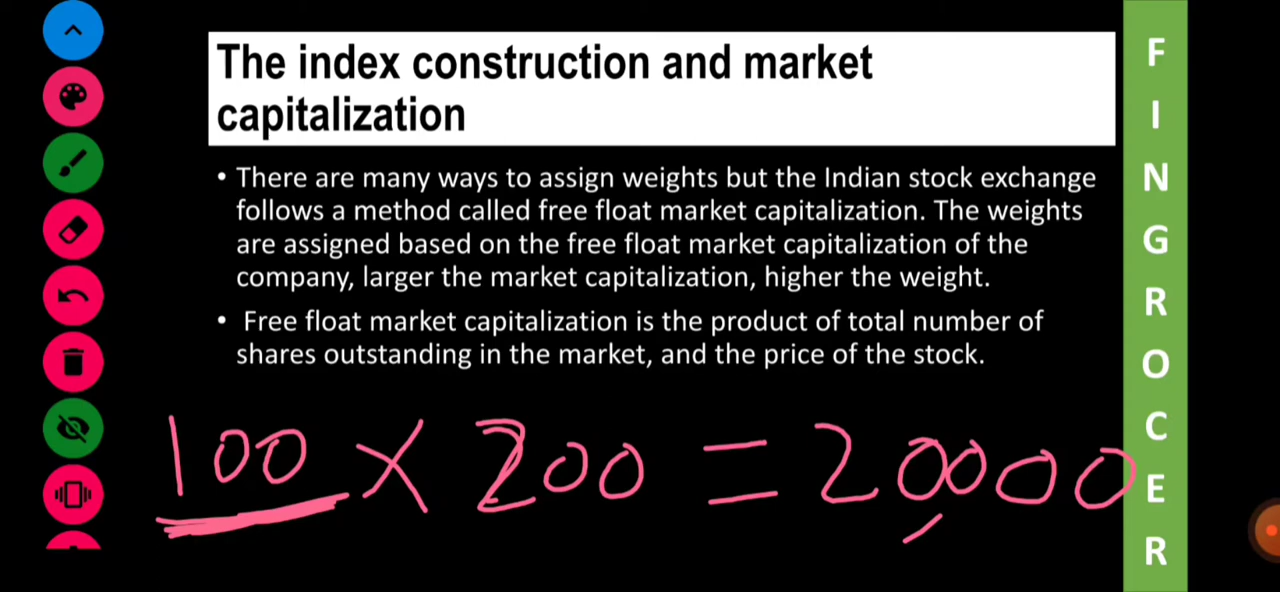 The index construction and market
capitalization
• There are many ways to assign weights but the Indian stock exchange
follows a method called free float market capitalization. The weights
are assigned based on the free float market capitalization of the
company, larger the market capitalization, higher the weight.
• Free float market capitalization is the product of total number of
shares outstanding in the market, and the price of the stock.
100 X 200 = 20,000
F
I
N
G
R
O
C
E
R